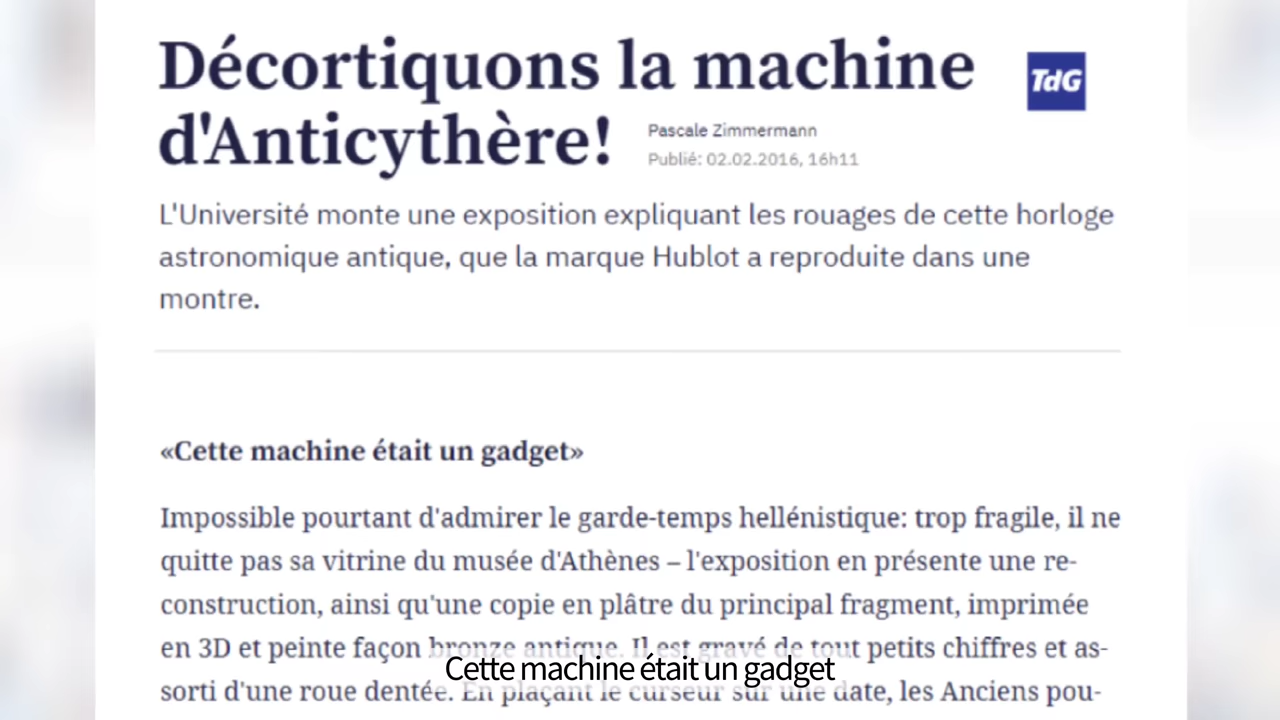 Décortiquons la machine
d'Anticythère!
TdG
Pascale Zimmermann
Publié: 02.02.2016, 16h11
L'Université monte une exposition expliquant les rouages de cette horloge
astronomique antique, que la marque Hublot a reproduite dans une
montre.
«Cette machine était un gadget»
Impossible pourtant d'admirer le garde-temps hellénistique: trop fragile, il ne
quitte pas sa vitrine du musée d'Athènes – l'exposition en présente une re-
construction, ainsi qu'une copie en plâtre du principal fragment, imprimée
en 3D et peinte façon bronze antique. Il est gravé de tout petits chiffres et as-
sorti d'une roue dentée. En plaçant le curseur sur une date, les Anciens pou-
Cette machine était un gadget